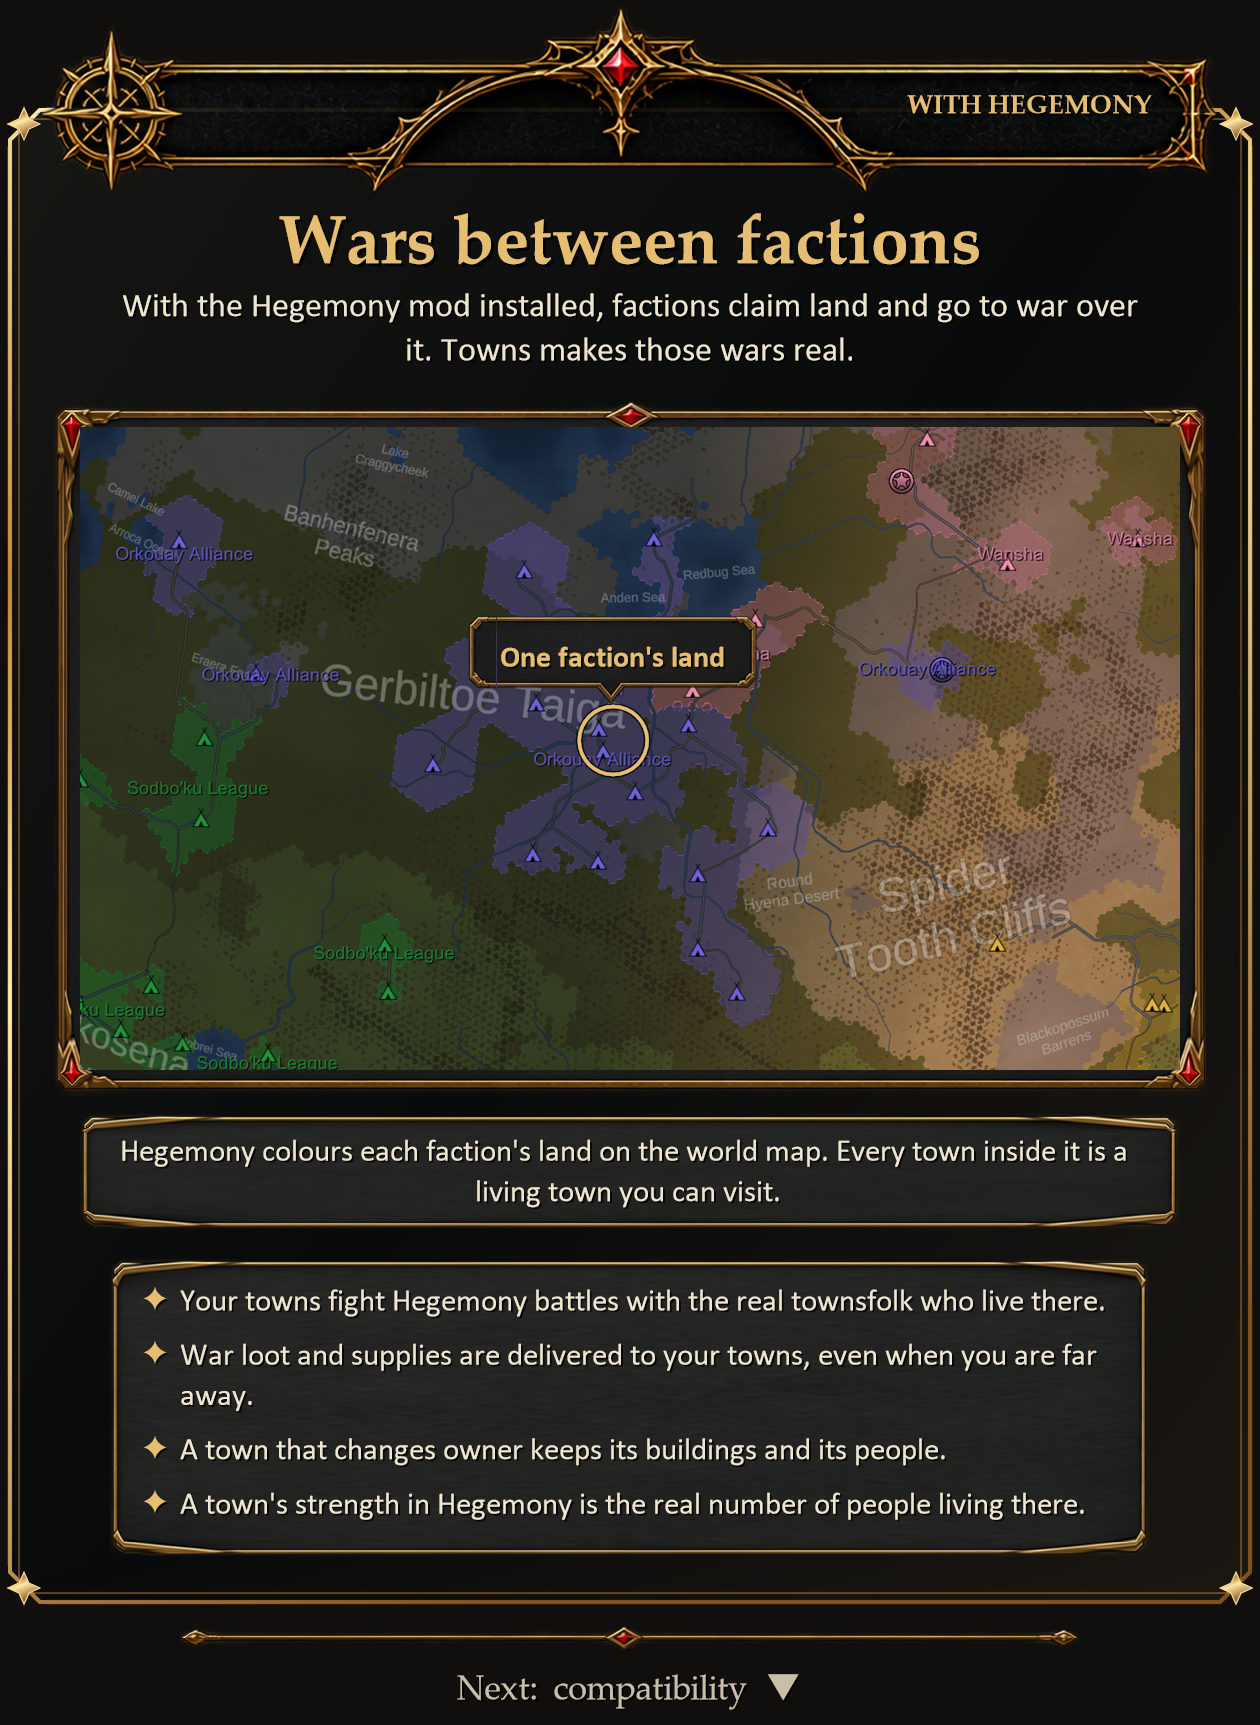 WITH HEGEMONY
Wars between factions
With the Hegemony mod installed, factions claim land and go to war over
it. Towns makes those wars real.
Lake
Craggycheek
Camel Lake
Banhenfenera
Peaks
Orkouay Alliance
Wansha
Wansha
Redbug Sea
Anden Sea
One faction's land
Orkouay Alliance
Orkouay Alliance
Gerbiltoe Taiga
Orkouay Alliance
Sodbo'ku League
Spider
Tooth Cliffs
Round
Hyena Desert
Sodbo'ku League
ku League
Blackopossum
Barrens
kosena
Sodbo'ku League
Hegemony colours each faction's land on the world map. Every town inside it is a
living town you can visit.
Your towns fight Hegemony battles with the real townsfolk who live there.
War loot and supplies are delivered to your towns, even when you are far
away.
A town that changes owner keeps its buildings and its people.
A town's strength in Hegemony is the real number of people living there.
Next: compatibility